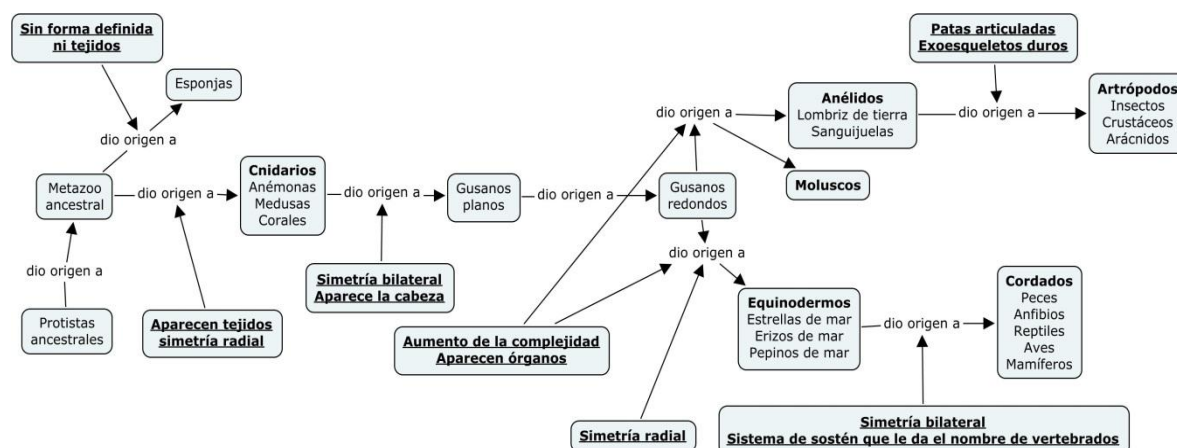 Sin forma definida
ni tejidos
Esponjas
dio origen a
Metazoo
ancestral
dio origen a
Protistas
ancestrales
dio origen a
Aparecen tejidos
simetría radial
Cnidarios
Anémonas
Medusas
Corales
dio origen a
Simetría bilateral
Aparece la cabeza
Gusanos
planos
dio origen a
Gusanos
redondos
dio origen a
Anélidos
Lombriz de tierra
Sanguijuelas
Moluscos
Patas articuladas
Exoesqueletos duros
dio origen a
Artrópodos
Insectos
Crustáceos
Arácnidos
dio origen a
Aumento de la complejidad
Aparecen órganos
Simetría radial
Equinodermos
Estrellas de mar
Erizos de mar
Pepinos de mar
dio origen a
Cordados
Peces
Anfibios
Reptiles
Aves
Mamíferos
Simetría bilateral
Sistema de sostén que le da el nombre de vertebrados